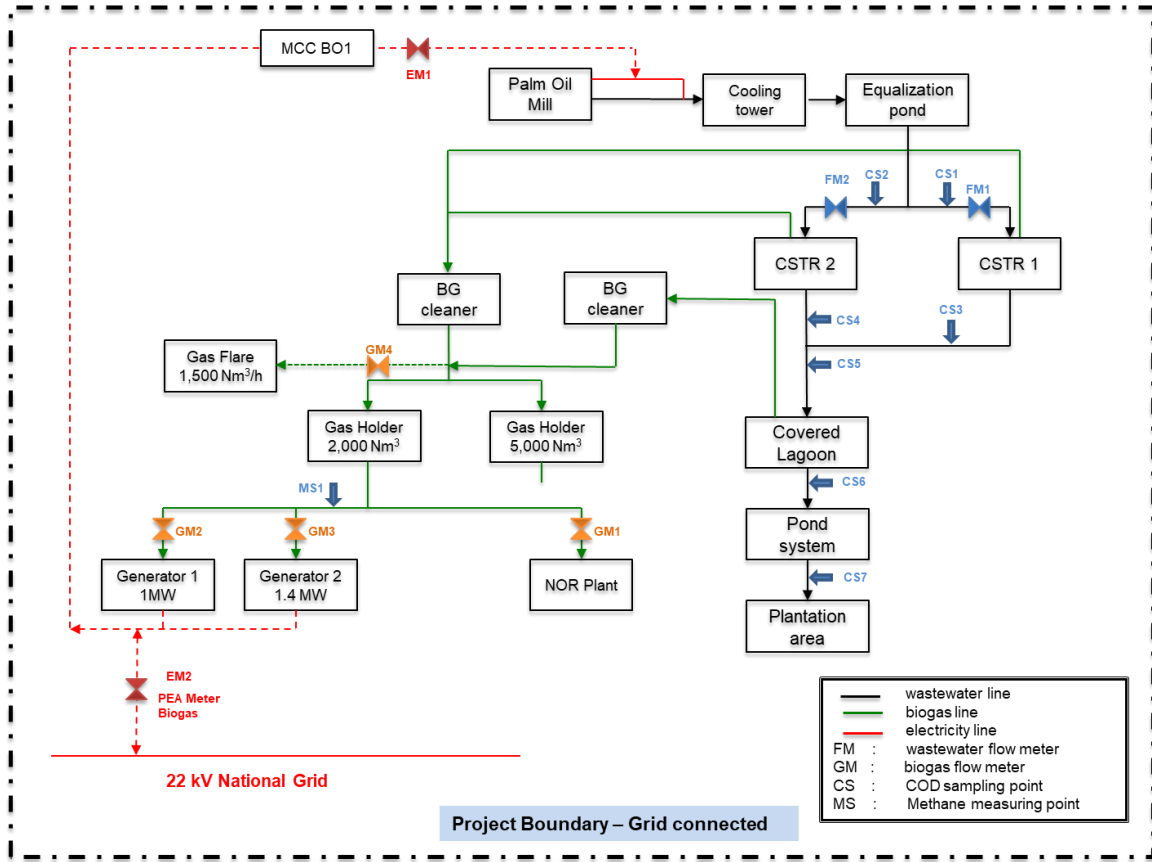 MCC BO1
EM1
Palm Oil
Mill
Cooling
tower
Equalization
pond
FM2
CS2
CS1
FM1
CSTR 2
CSTR 1
BG
cleaner
BG
cleaner
CS4
CS3
Gas Flare
1,500 Nm³/h
GM4
CS5
Gas Holder
2,000 Nm³
Gas Holder
5,000 Nm³
Covered
Lagoon
MS1
CS6
GM2
GM3
GM1
Pond
system
Generator 1
1MW
Generator 2
1.4 MW
NOR Plant
CS7
Plantation
area
EM2
PEA Meter
Biogas
22 kV National Grid
wastewater line
biogas line
electricity line
FM : wastewater flow meter
GM : biogas flow meter
CS : COD sampling point
MS : Methane measuring point
Project Boundary – Grid connected